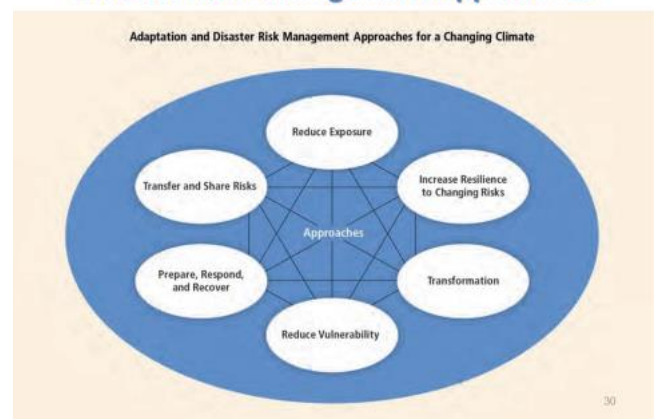 Adaptation and Disaster Risk Management Approaches for a Changing Climate
Reduce Exposure
Transfer and Share Risks
Increase Resilience
to Changing Risks
Approaches
Prepare, Respond,
and Recover
Transformation
Reduce Vulnerability
30